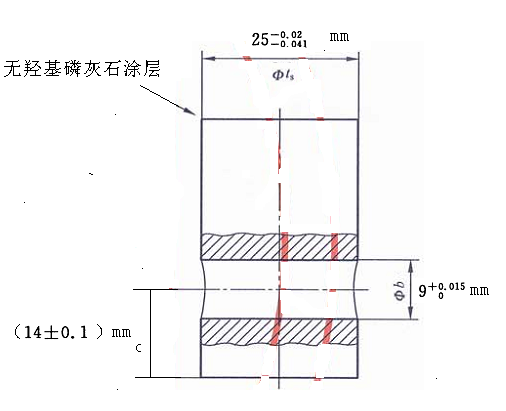 25 -0.02 -0.041 mm
Φls
无羟基磷灰石涂层
Φb
9 +0.015 0 mm
(14±0.1) mm
C